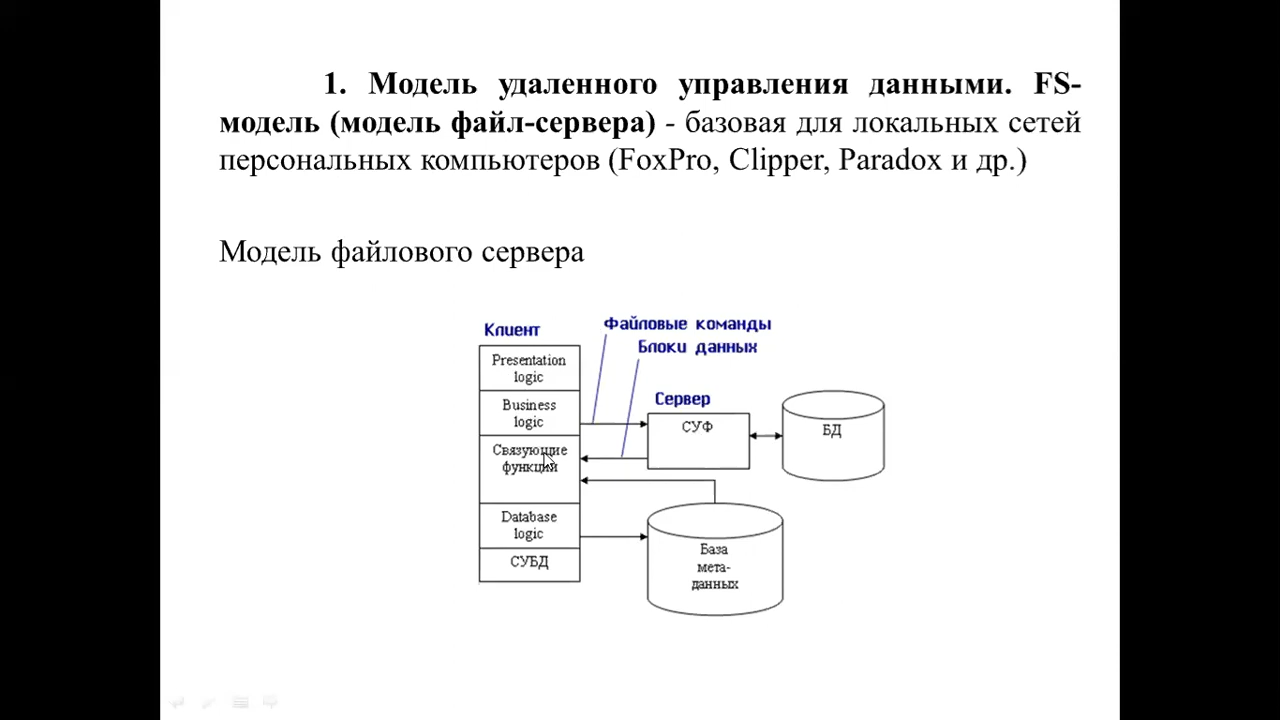 1. Модель удаленного управления данными. FS-
модель (модель файл-сервера) - базовая для локальных сетей
персональных компьютеров (FoxPro, Clipper, Paradox и др.)
Модель файлового сервера
Клиент
Файловые команды
Блоки данных
Presentation
logic
Business
logic
Связующие
функции
Database
logic
СУБД
Сервер
СУФ
БД
База
мета-
данных